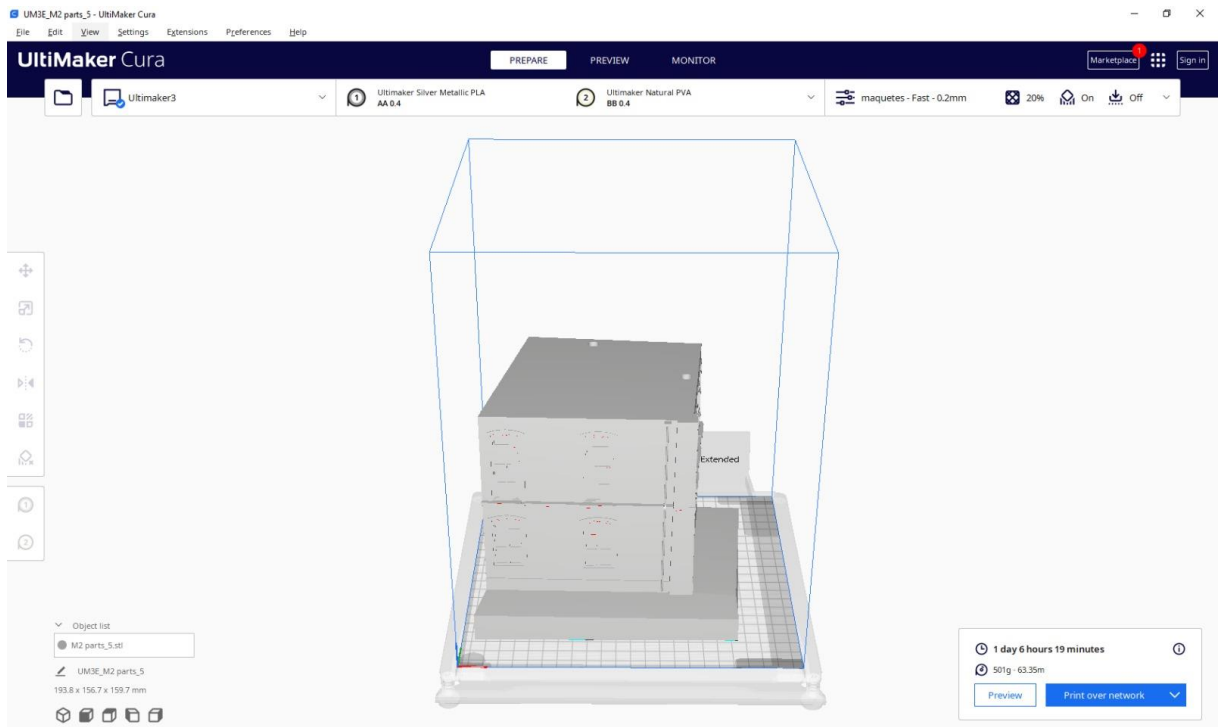 UM3E_M2 parts_5 - UltiMaker Cura
File Edit View Settings Extensions Preferences Help
UltiMaker Cura
PREPARE PREVIEW MONITOR
Marketplace 1 Sign in
Ultimaker3
1 Ultimaker Silver Metallic PLA
AA 0.4
2 Ultimaker Natural PVA
BB 0.4
maquetes - Fast - 0.2mm 20% On Off
Extended
1
2
Object list
M2 parts_5.stl
UM3E_M2 parts_5
193.8 x 156.7 x 159.7 mm
1 day 6 hours 19 minutes
501g · 63.35m
Preview Print over network